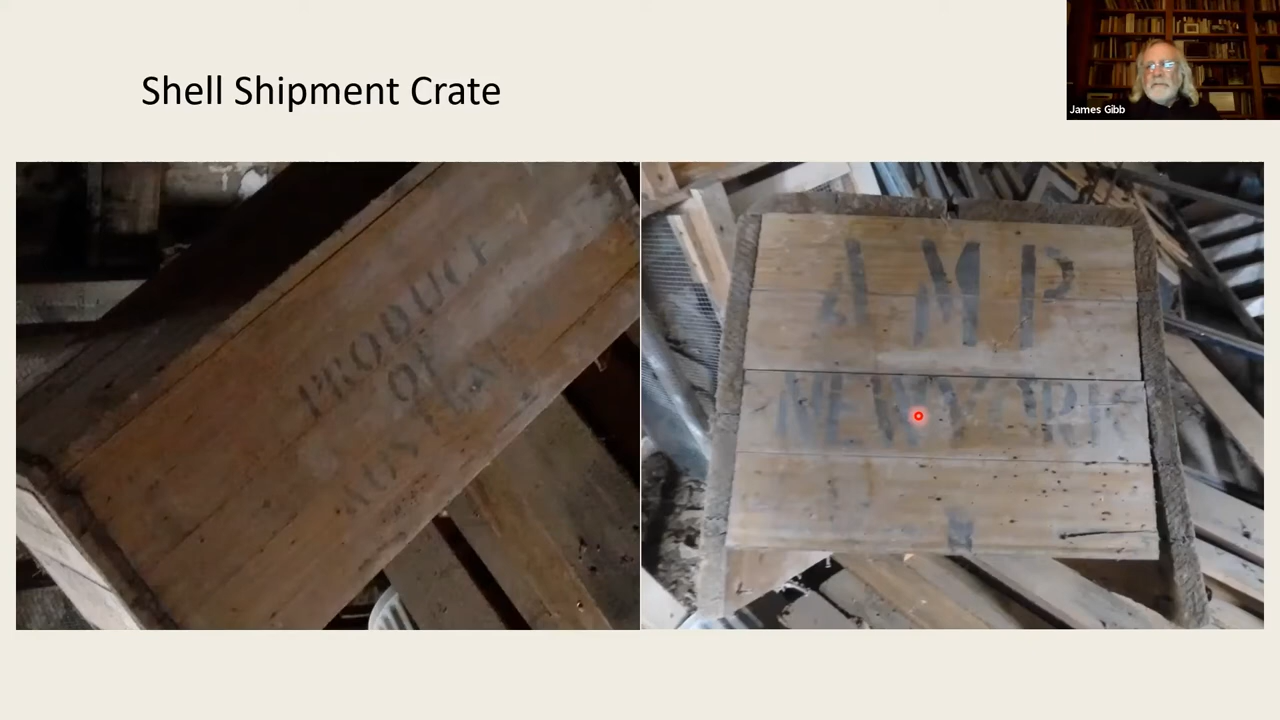 Shell Shipment Crate
James Gibb
PRODUCE
OF
AMP
NEW YORK